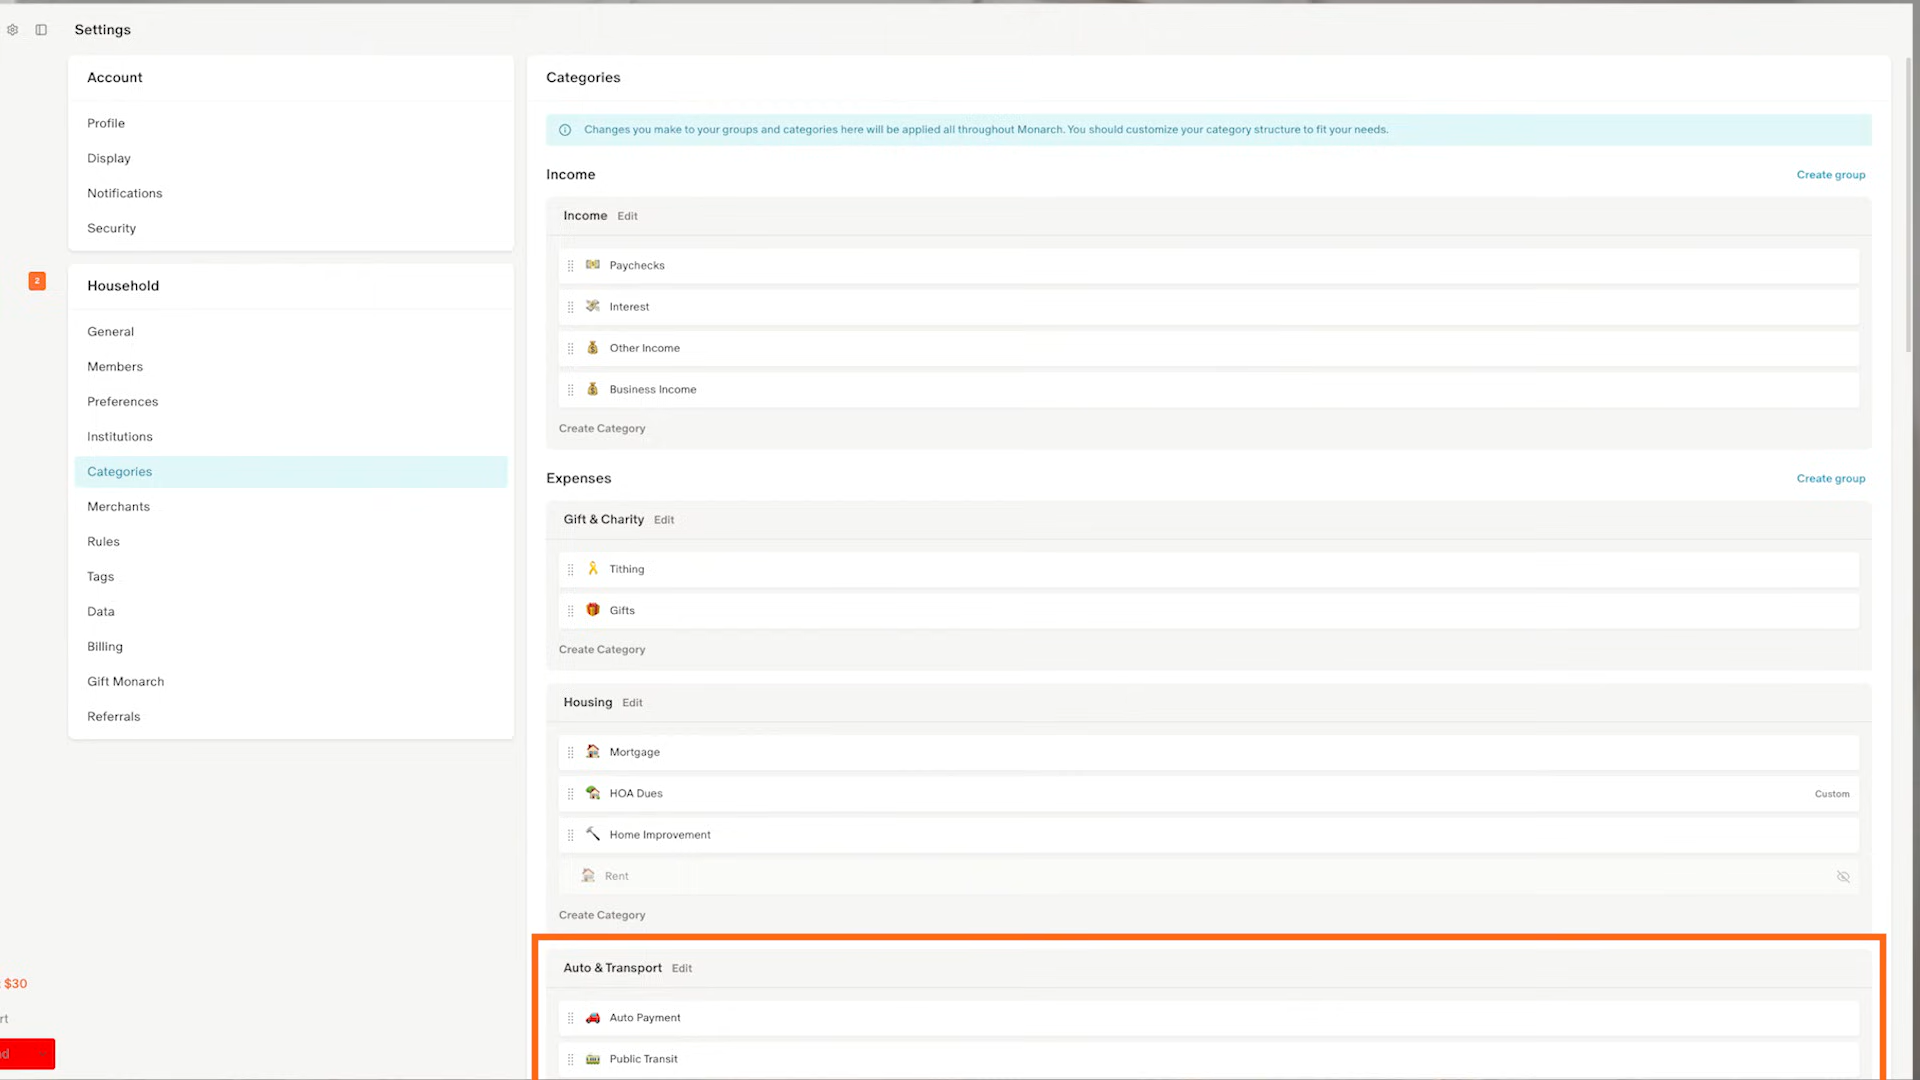 Settings
Account
Profile
Display
Notifications
Security
2
Household
General
Members
Preferences
Institutions
Categories
Merchants
Rules
Tags
Data
Billing
Gift Monarch
Referrals
$30
rt
nd
Categories
Changes you make to your groups and categories here will be applied all throughout Monarch. You should customize your category structure to fit your needs.
Income Create group
Income Edit
Paychecks
Interest
Other Income
Business Income
Create Category
Expenses Create group
Gift & Charity Edit
Tithing
Gifts
Create Category
Housing Edit
Mortgage
HOA Dues Custom
Home Improvement
Rent
Create Category
Auto & Transport Edit
Auto Payment
Public Transit